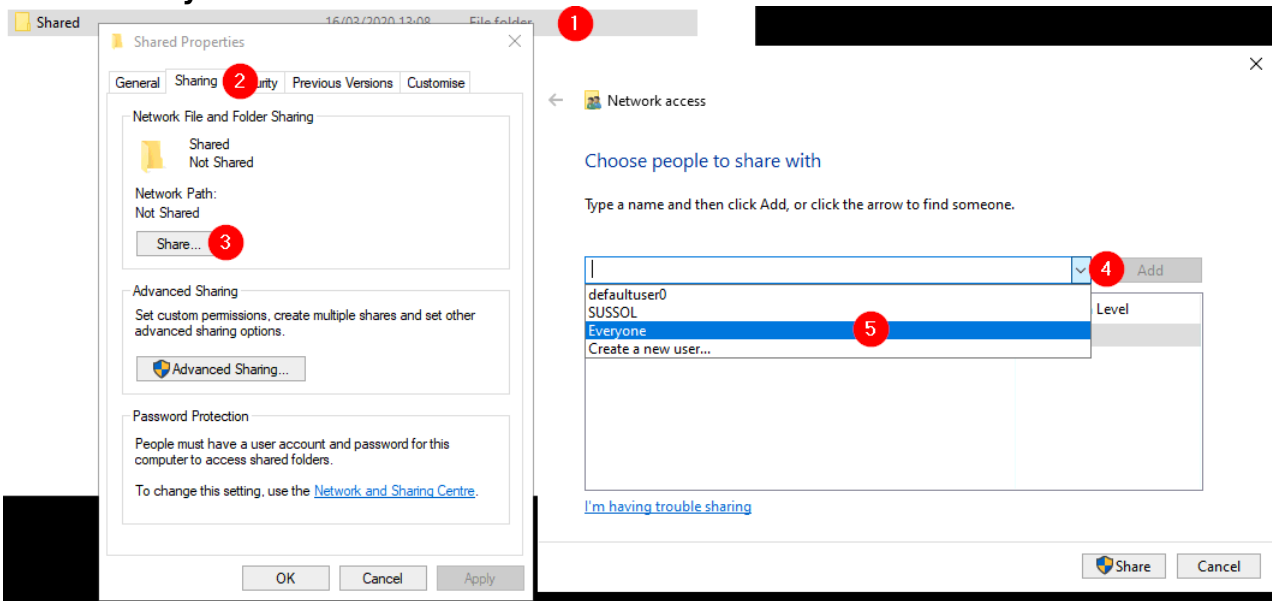 Shared 16/03/2020 13:08 File folder 1
Shared Properties
General Sharing 2 Previous Versions Customise
Network File and Folder Sharing
Shared
Not Shared
Network Path:
Not Shared
Share... 3
Advanced Sharing
Set custom permissions, create multiple shares and set other
advanced sharing options.
Advanced Sharing...
Password Protection
People must have a user account and password for this
computer to access shared folders.
To change this setting, use the Network and Sharing Centre.
OK Cancel Apply
Network access
Choose people to share with
Type a name and then click Add, or click the arrow to find someone.
4 Add
defaultuser0
SUSSOL
Everyone 5
Create a new user...
Level
I'm having trouble sharing
Share Cancel